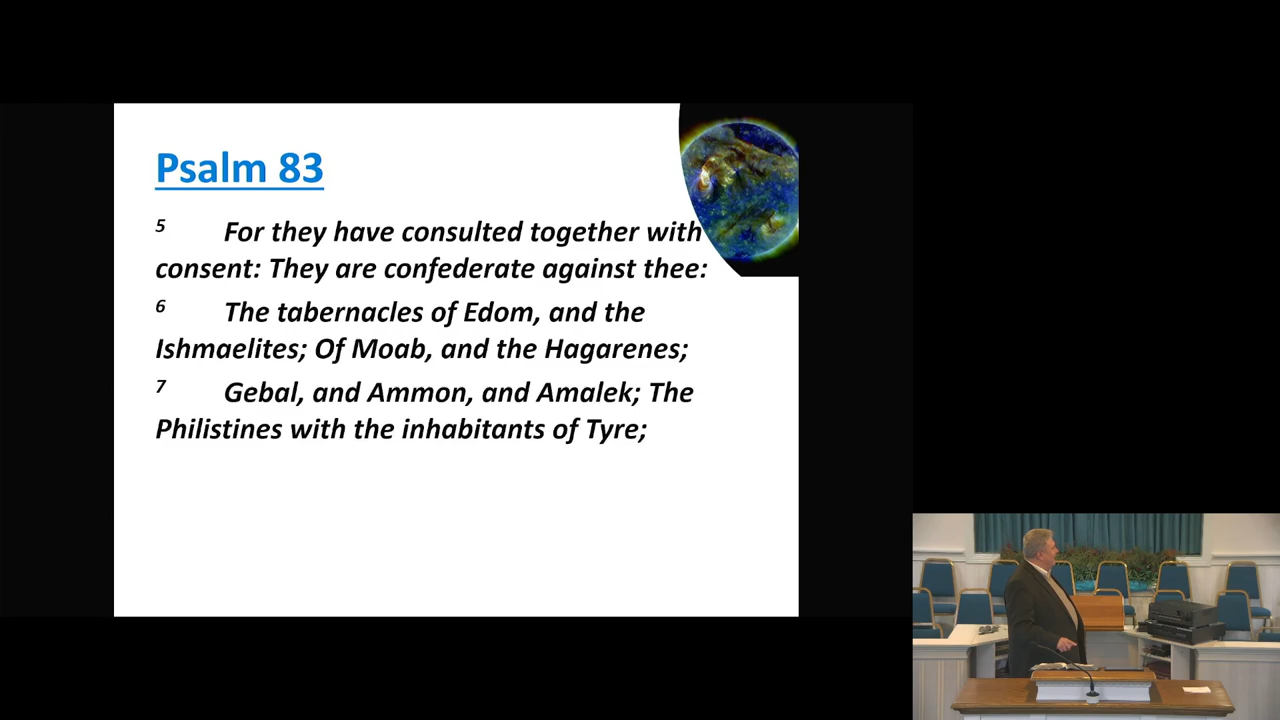 Psalm 83
5 For they have consulted together with
consent: They are confederate against thee:
6 The tabernacles of Edom, and the
Ishmaelites; Of Moab, and the Hagarenes;
7 Gebal, and Ammon, and Amalek; The
Philistines with the inhabitants of Tyre;